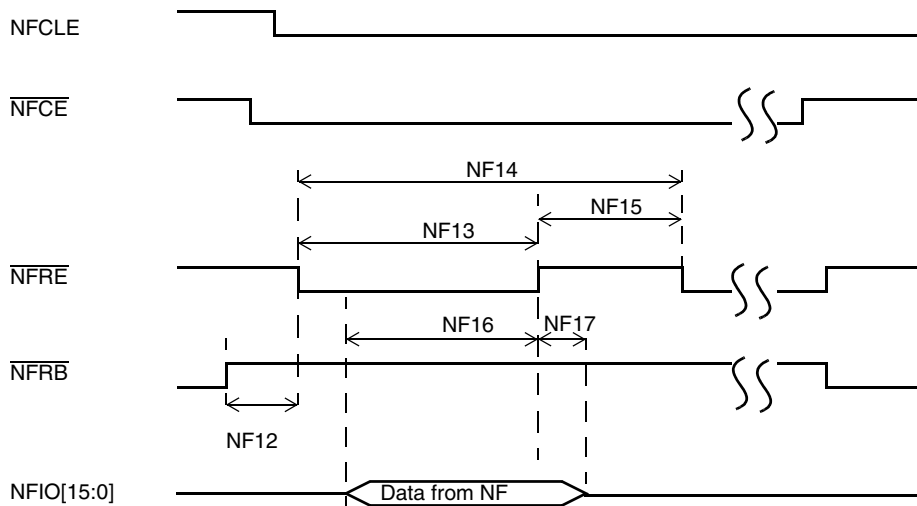 NFCLE
NFCE
NF14
NF15
NF13
NFRE
NF16
NF17
NFRB
NF12
NFIO[15:0]
Data from NF